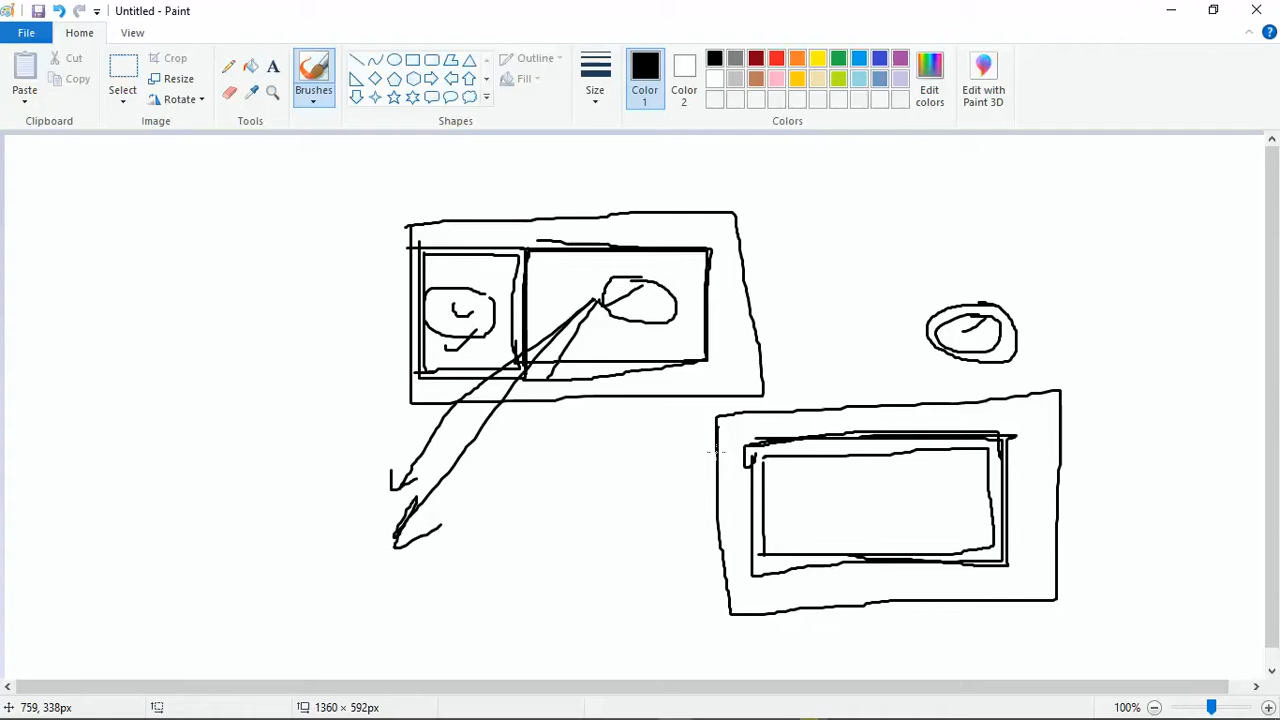 Untitled - Paint
File
Home
View
Paste
Cut
Copy
Clipboard
Select
Crop
Resize
Rotate
Image
A
Tools
Brushes
Shapes
Outline
Fill
Size
Color 1
Color 2
Colors
Edit colors
Edit with Paint 3D
759, 338px
1360 × 592px
100%